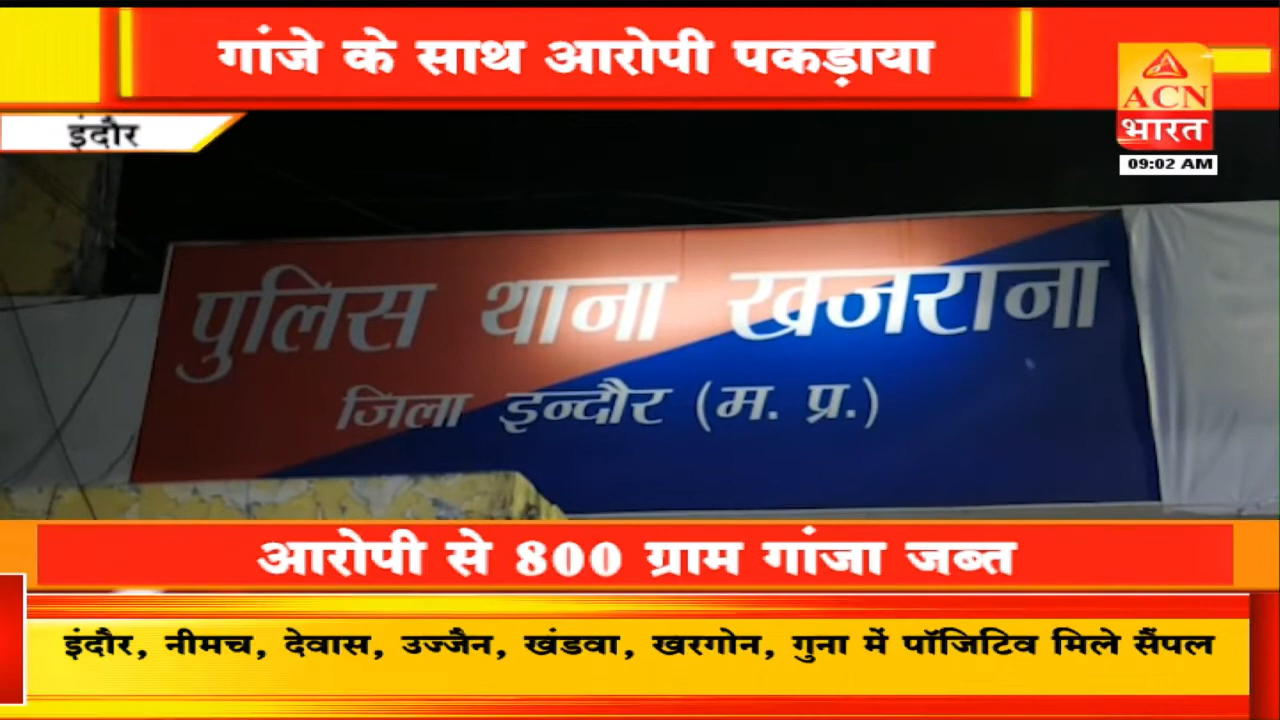 गांजे के साथ आरोपी पकड़ाया
इंदौर
ACN
भारत
09:02 AM
पुलिस थाना खजराना
जिला इन्दौर (म. प्र.)
आरोपी से 800 ग्राम गांजा जब्त
इंदौर, नीमच, देवास, उज्जैन, खंडवा, खरगोन, गुना में पॉजिटिव मिले सैंपल